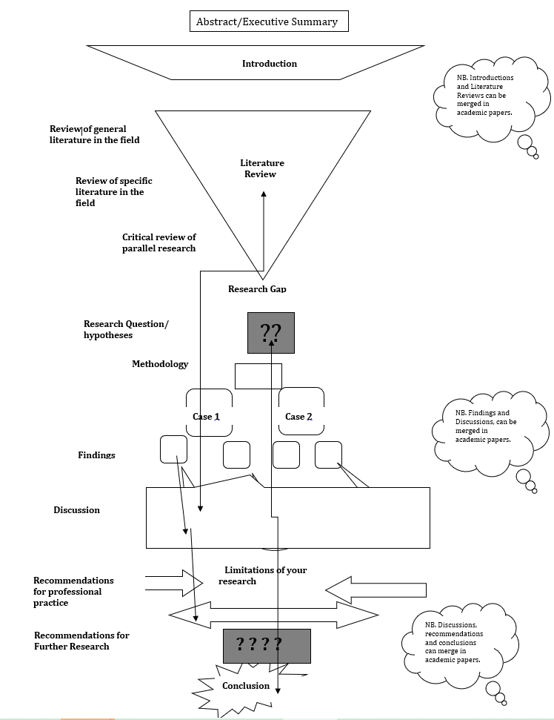 Abstract/Executive Summary
Introduction
NB. Introductions
and Literature
Reviews can be
merged in
academic papers.
Review of general
literature in the field
Literature
Review
Review of specific
literature in the
field
Critical review of
parallel research
Research Gap
Research Question/
hypotheses
??
Methodology
Case 1
Case 2
NB. Findings and
Discussions, can be
merged in
academic papers.
Findings
Discussion
Limitations of your
research
Recommendations
for professional
practice
Recommendations for
Further Research
? ? ? ?
NB. Discussions,
recommendations
and conclusions
can merge in
academic papers.
Conclusion